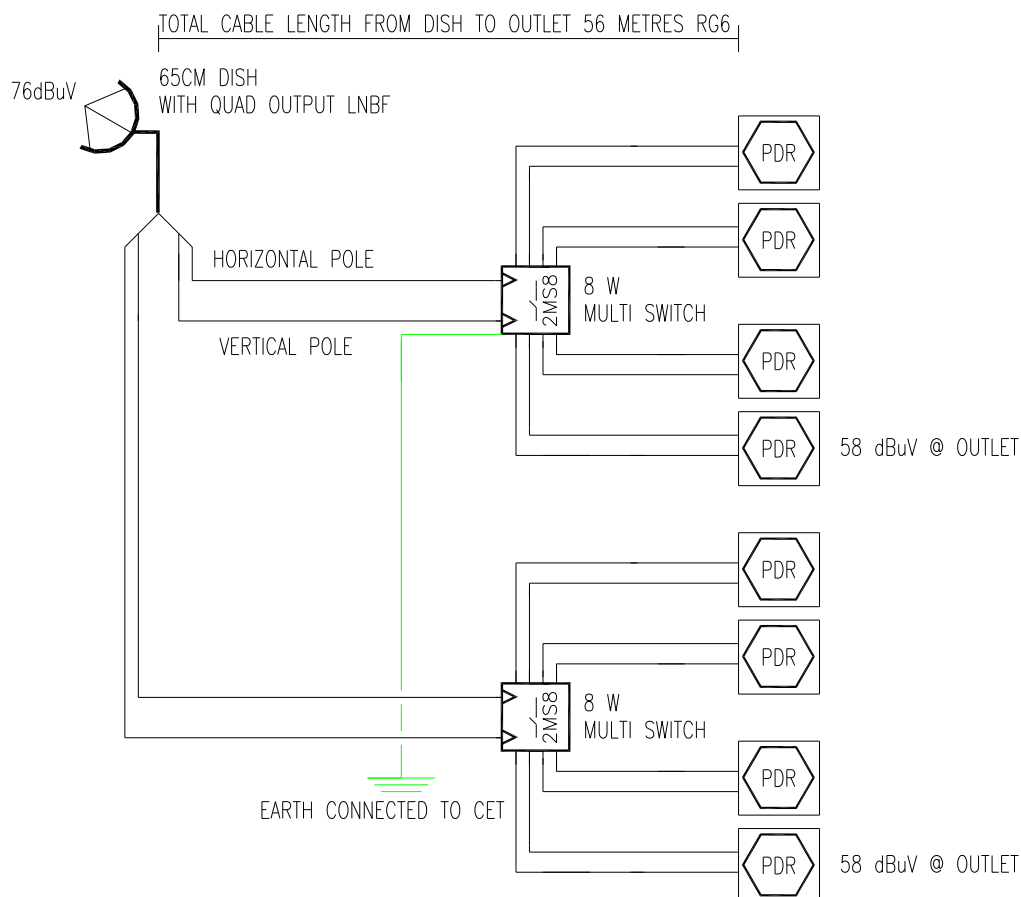 TOTAL CABLE LENGTH FROM DISH TO OUTLET 56 METRES RG6
76dBuV
65CM DISH
WITH QUAD OUTPUT LNBF
PDR
PDR
HORIZONTAL POLE
VERTICAL POLE
2MS8
8 W
MULTI SWITCH
PDR
PDR
58 dBuV @ OUTLET
PDR
PDR
2MS8
8 W
MULTI SWITCH
PDR
EARTH CONNECTED TO CET
PDR
58 dBuV @ OUTLET